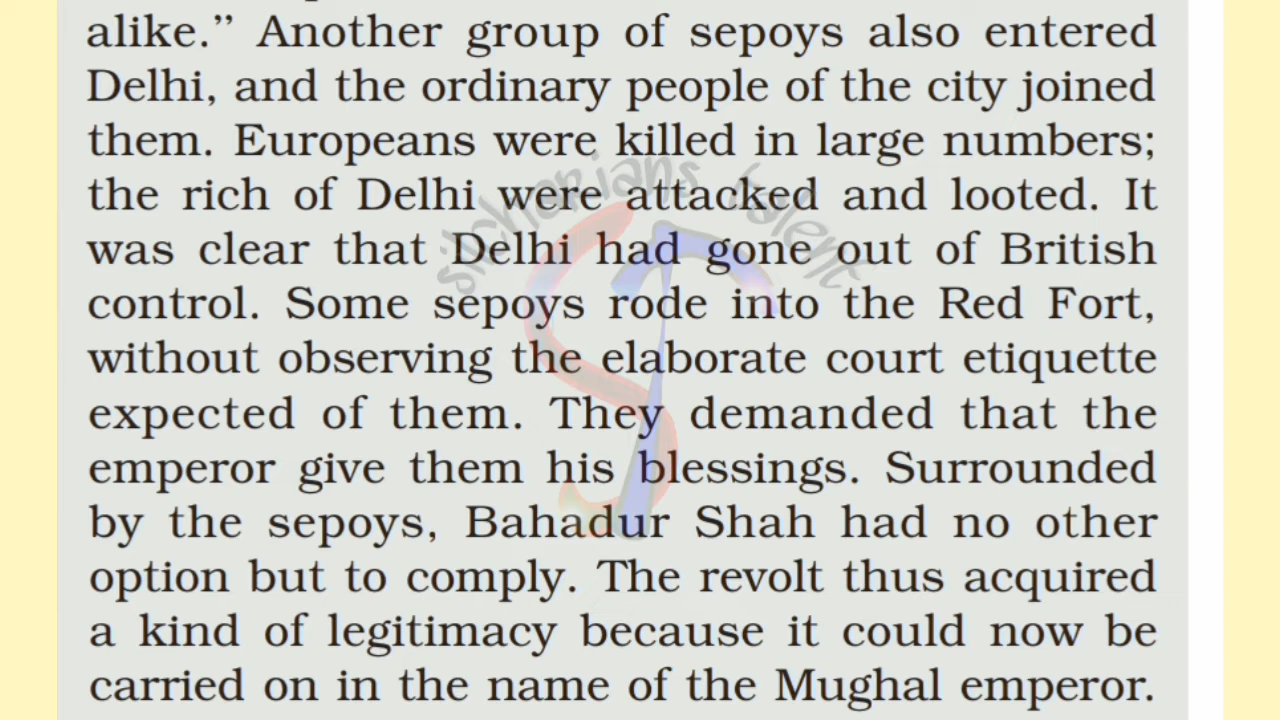 alike.” Another group of sepoys also entered
Delhi, and the ordinary people of the city joined
them. Europeans were killed in large numbers;
the rich of Delhi were attacked and looted. It
was clear that Delhi had gone out of British
control. Some sepoys rode into the Red Fort,
without observing the elaborate court etiquette
expected of them. They demanded that the
emperor give them his blessings. Surrounded
by the sepoys, Bahadur Shah had no other
option but to comply. The revolt thus acquired
a kind of legitimacy because it could now be
carried on in the name of the Mughal emperor.
silcharians talent